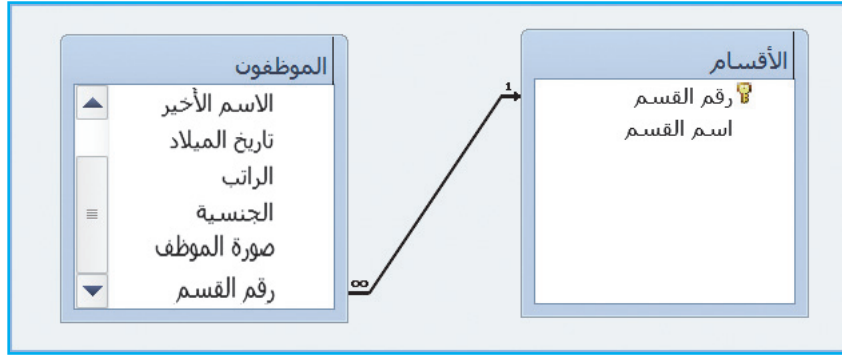 الأقسام
رقم القسم
اسم القسم
1
الموظفون
الاسم الأخير
تاريخ الميلاد
الراتب
الجنسية
صورة الموظف
رقم القسم
∞